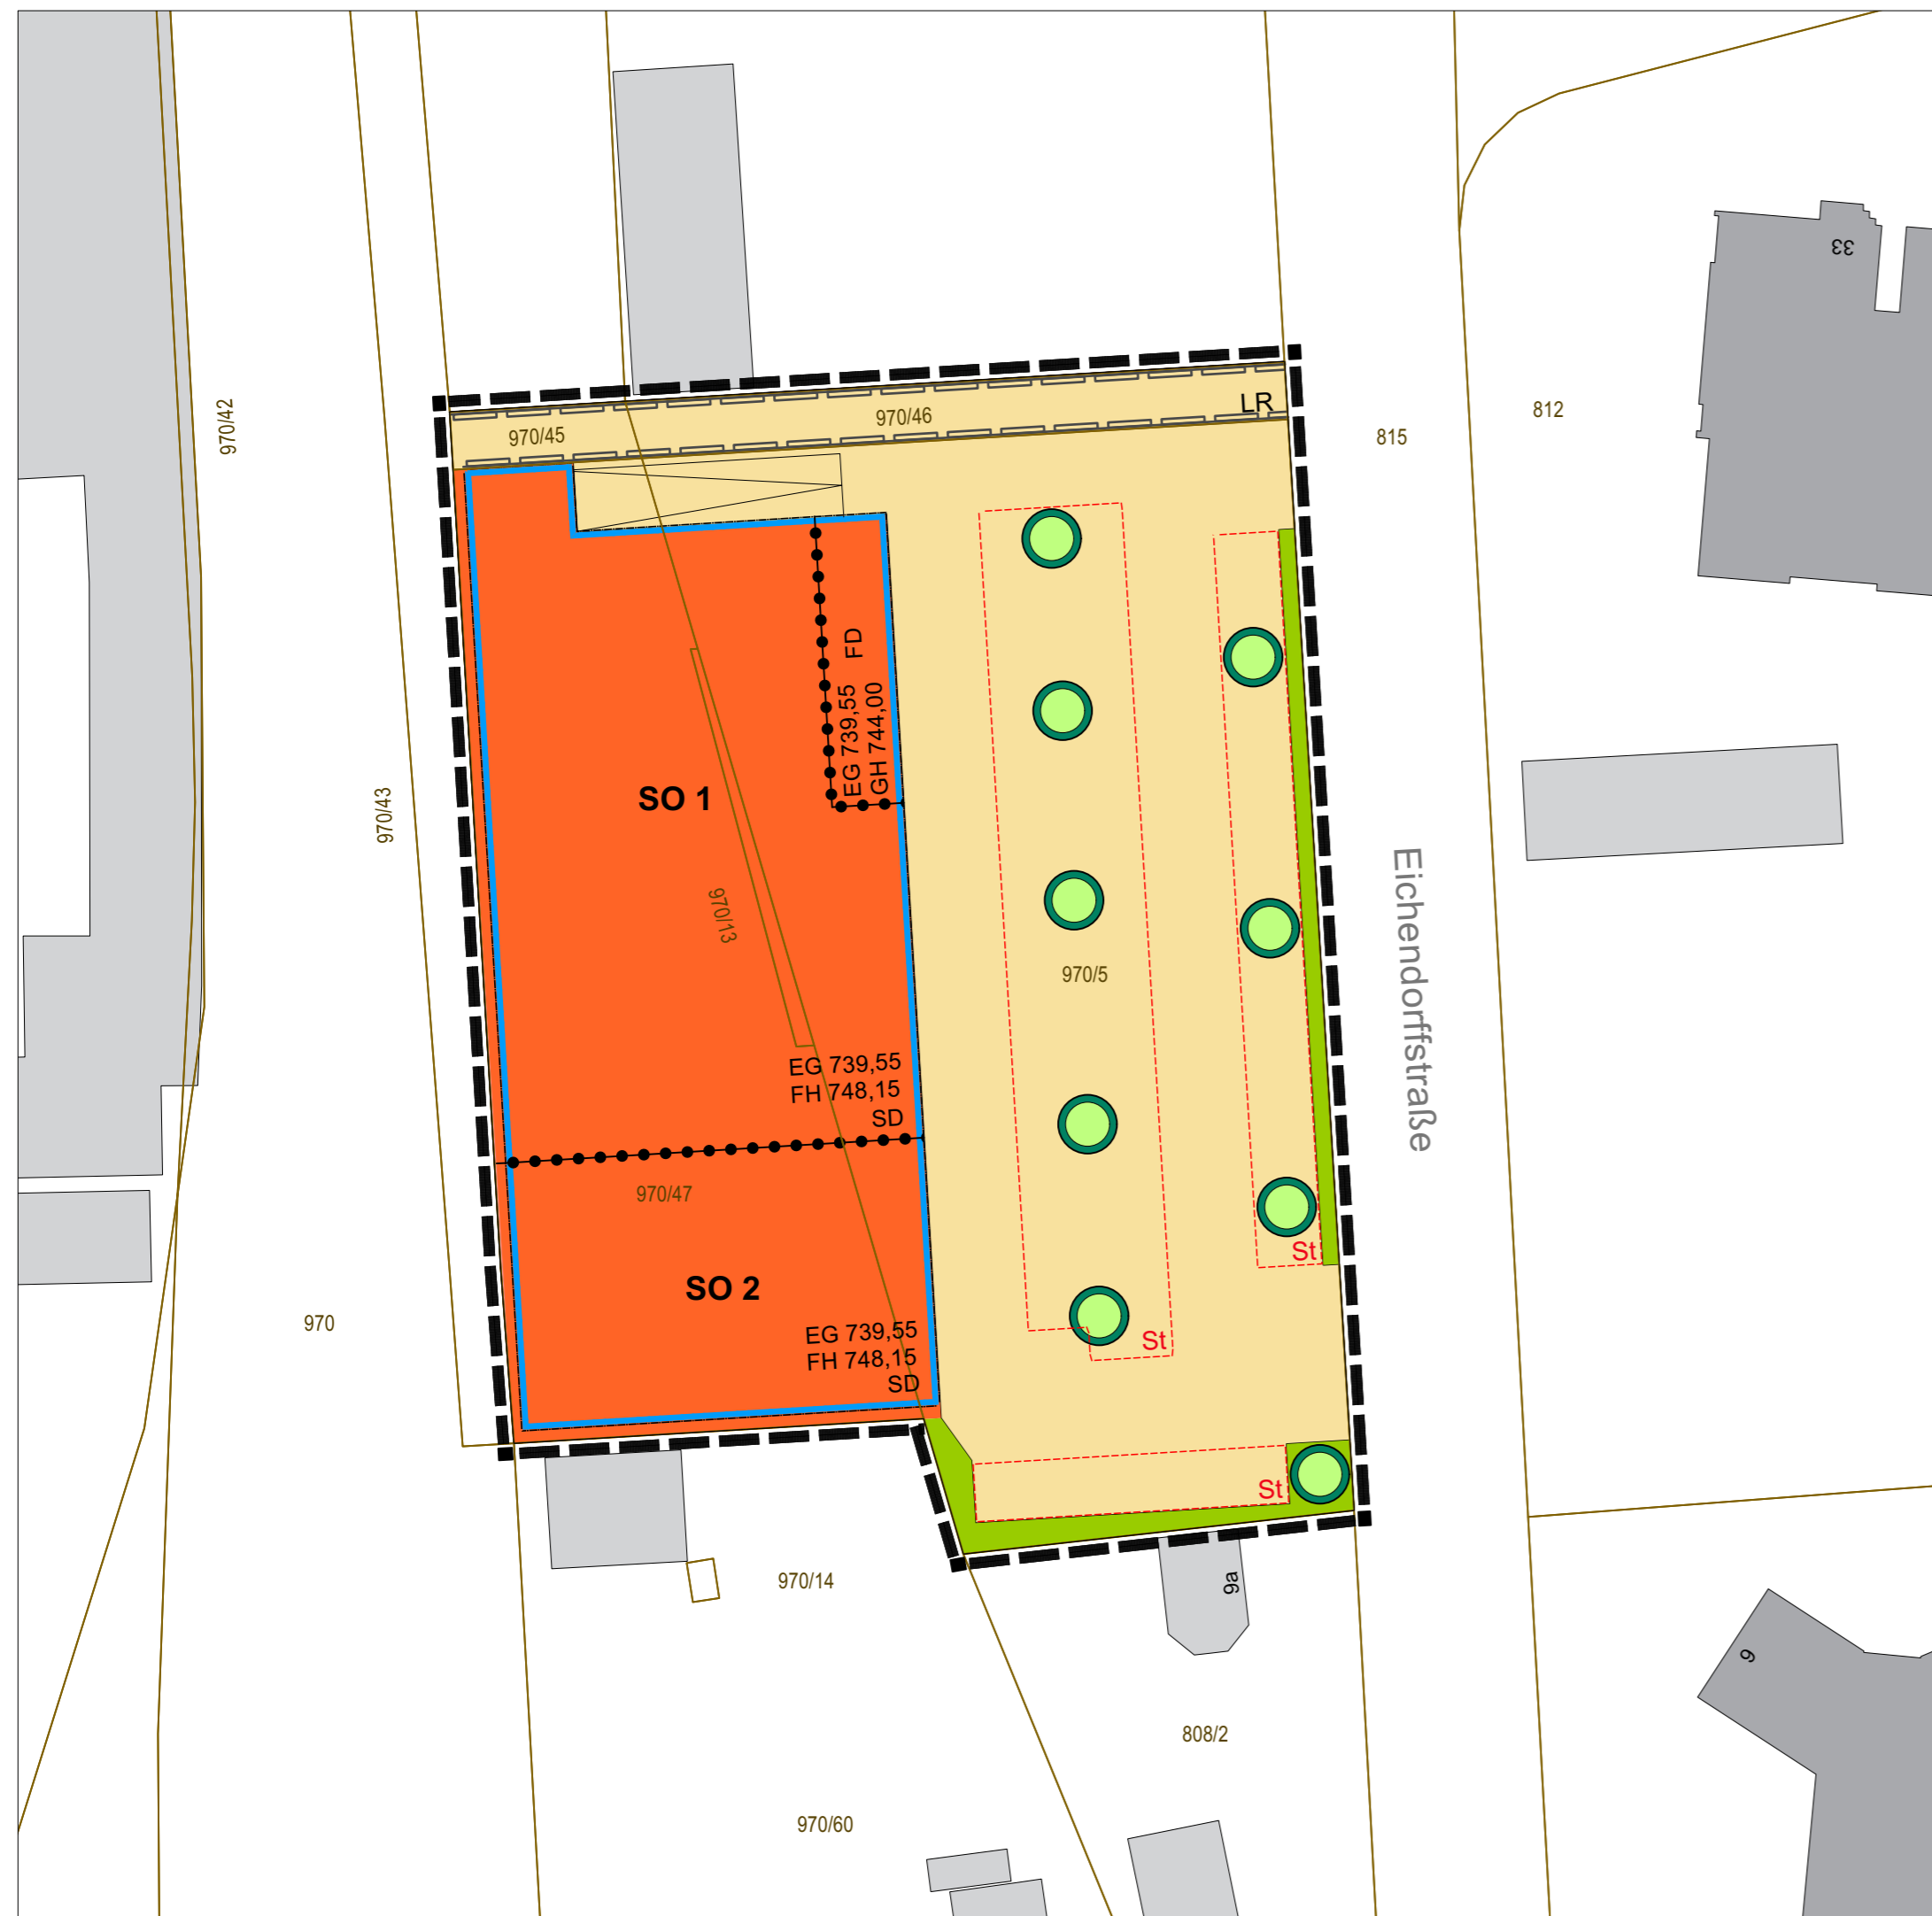 33
970/42
LR
812
970/46
970/45
815
FD
EG 739,55
GH 744,00
SO 1
970/43
970/13
970/5
Eichendorffstraße
EG 739,55
FH 748,15
SD
970/47
St
SO 2
970
EG 739,55
FH 748,15
SD
St
St
970/14
9a
9
808/2
970/60